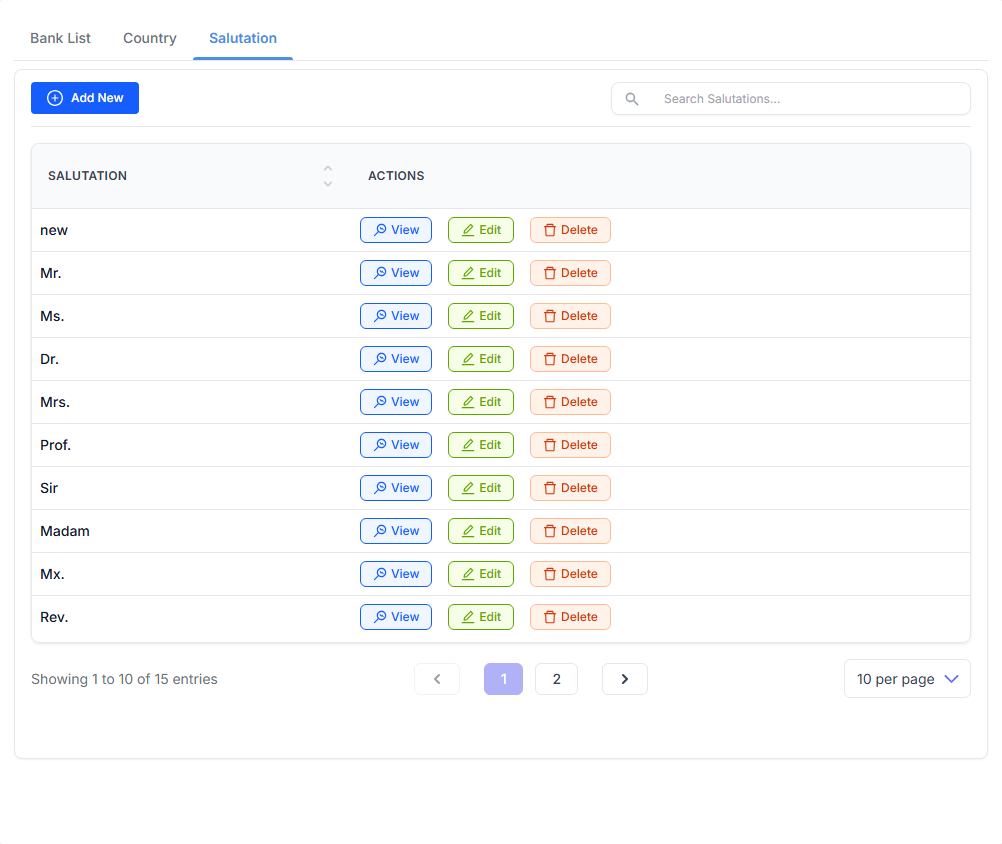 Bank List Country Salutation
Add New Search Salutations...
SALUTATION ACTIONS
new View Edit Delete
Mr. View Edit Delete
Ms. View Edit Delete
Dr. View Edit Delete
Mrs. View Edit Delete
Prof. View Edit Delete
Sir View Edit Delete
Madam View Edit Delete
Mx. View Edit Delete
Rev. View Edit Delete
Showing 1 to 10 of 15 entries 1 2 10 per page